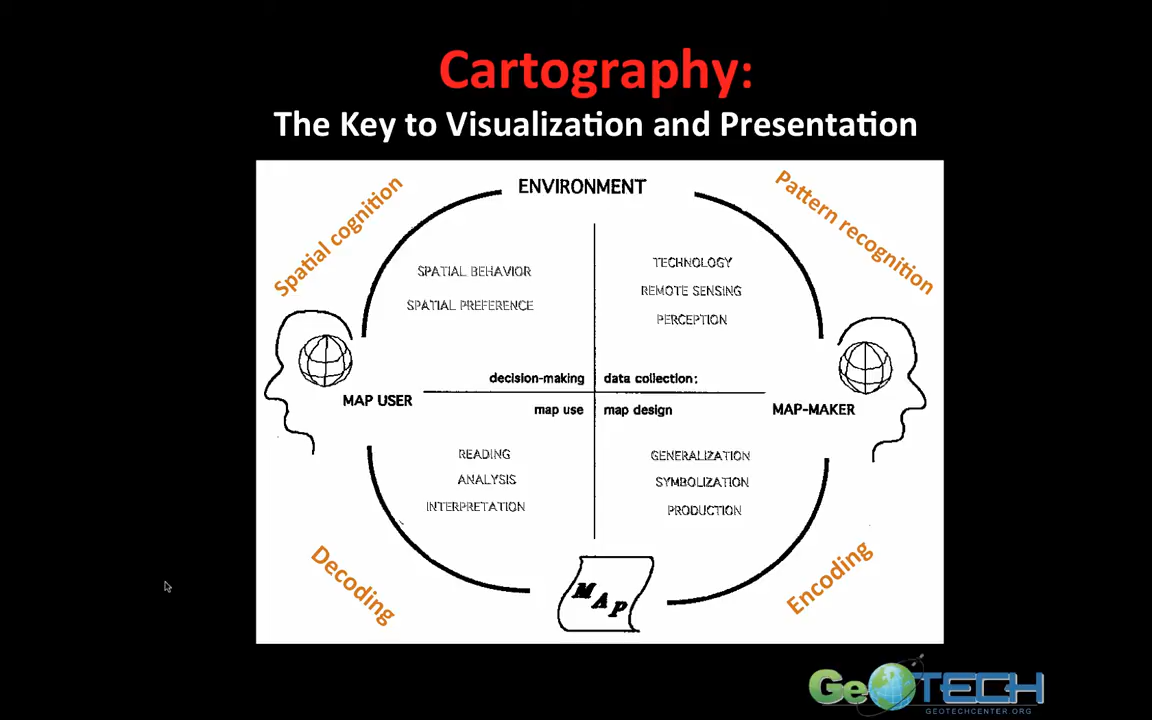 Cartography:
The Key to Visualization and Presentation
Spatial cognition
ENVIRONMENT
Pattern recognition
SPATIAL BEHAVIOR
SPATIAL PREFERENCE
TECHNOLOGY
REMOTE SENSING
PERCEPTION
decision-making
data collection:
MAP USER
MAP-MAKER
map use
map design
READING
ANALYSIS
INTERPRETATION
GENERALIZATION
SYMBOLIZATION
PRODUCTION
Decoding
MAP
Encoding
GeoTECH
GEOTECHCENTER.ORG